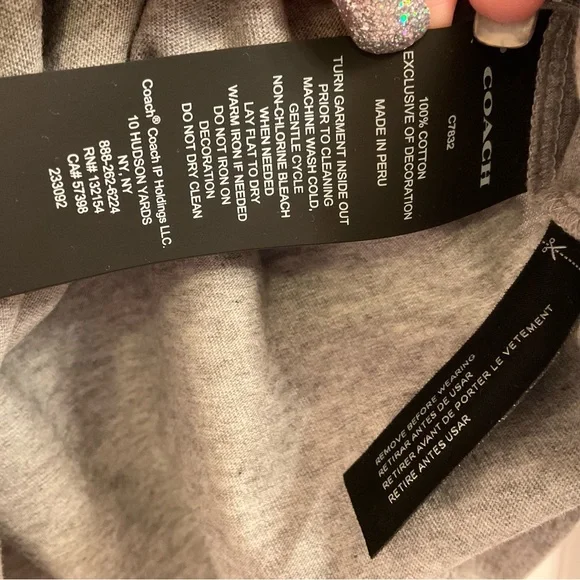 COACH
C7832
100% COTTON
EXCLUSIVE OF DECORATION
MADE IN PERU
TURN GARMENT INSIDE OUT
PRIOR TO CLEANING
MACHINE WASH COLD,
GENTLE CYCLE
NON-CHLORINE BLEACH
WHEN NEEDED
LAY FLAT TO DRY
WARM IRON IF NEEDED
DO NOT IRON ON
DECORATION
DO NOT DRY CLEAN
Coach® Coach IP Holdings LLC.
10 HUDSON YARDS
NY, NY
888-262-6224
RN# 132154
CA# 57398
233092
REMOVE BEFORE WEARING
RETIRAR ANTES DE USAR
RETIRER AVANT DE PORTER LE VETEMENT
RETIRE ANTES USAR